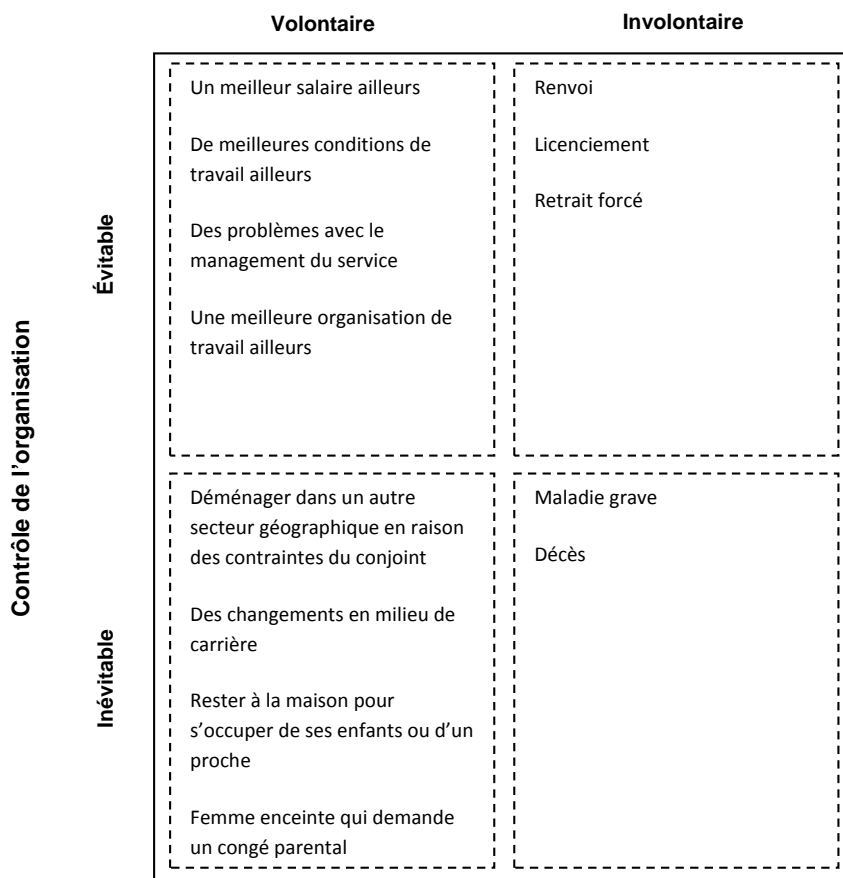 Volontaire
Involontaire
Contrôle de l'organisation
Évitable
Un meilleur salaire ailleurs
De meilleures conditions de
travail ailleurs
Des problèmes avec le
management du service
Une meilleure organisation de
travail ailleurs
Renvoi
Licenciement
Retrait forcé
Inévitable
Déménager dans un autre
secteur géographique en raison
des contraintes du conjoint
Des changements en milieu de
carrière
Rester à la maison pour
s'occuper de ses enfants ou d'un
proche
Femme enceinte qui demande
un congé parental
Maladie grave
Décès